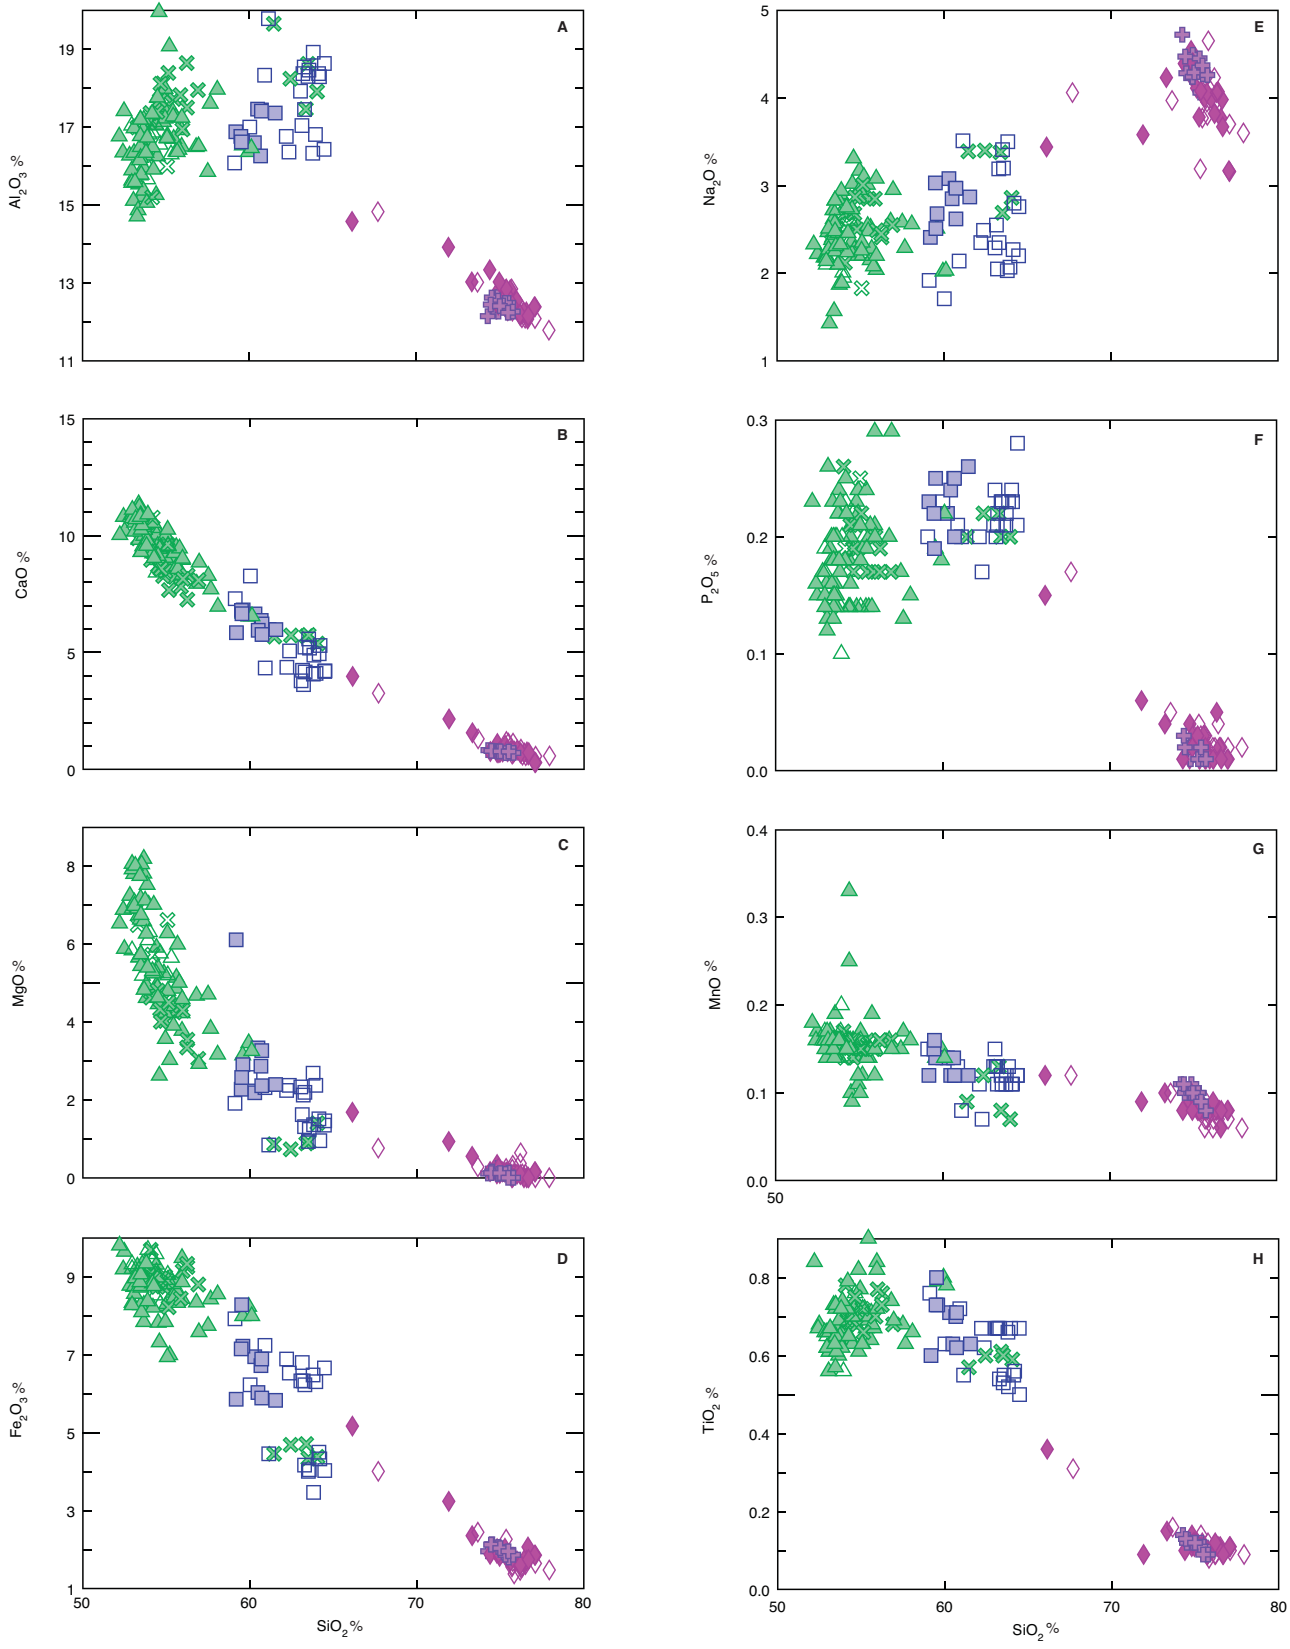 A
Al₂O₃ %
19
17
15
13
11
B
CaO %
15
10
5
0
C
MgO %
8
6
4
2
0
D
Fe₂O₃ %
9
7
5
3
1
50
60
70
80
SiO₂ %
E
Na₂O %
5
4
3
2
1
F
P₂O₅ %
0.3
0.2
0.1
0.0
G
MnO %
0.4
0.3
0.2
0.1
0.0
50
H
TiO₂ %
0.8
0.6
0.4
0.2
0.0
50
60
70
80
SiO₂ %